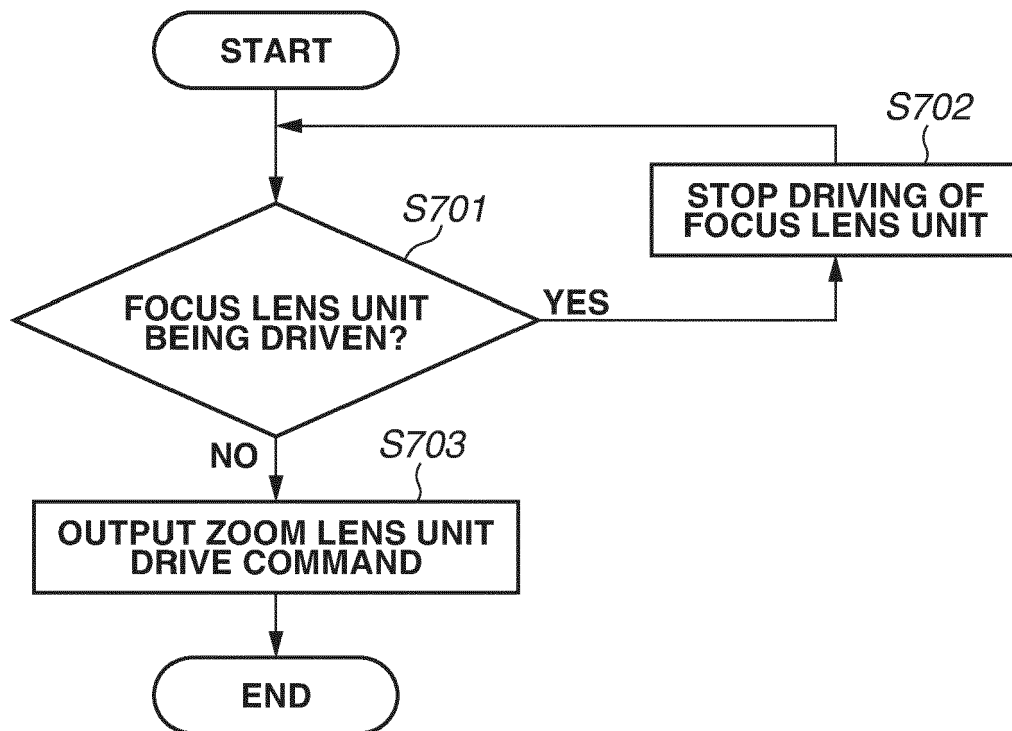 START
S702
STOP DRIVING OF
FOCUS LENS UNIT
S701
FOCUS LENS UNIT
BEING DRIVEN?
YES
NO
S703
OUTPUT ZOOM LENS UNIT
DRIVE COMMAND
END